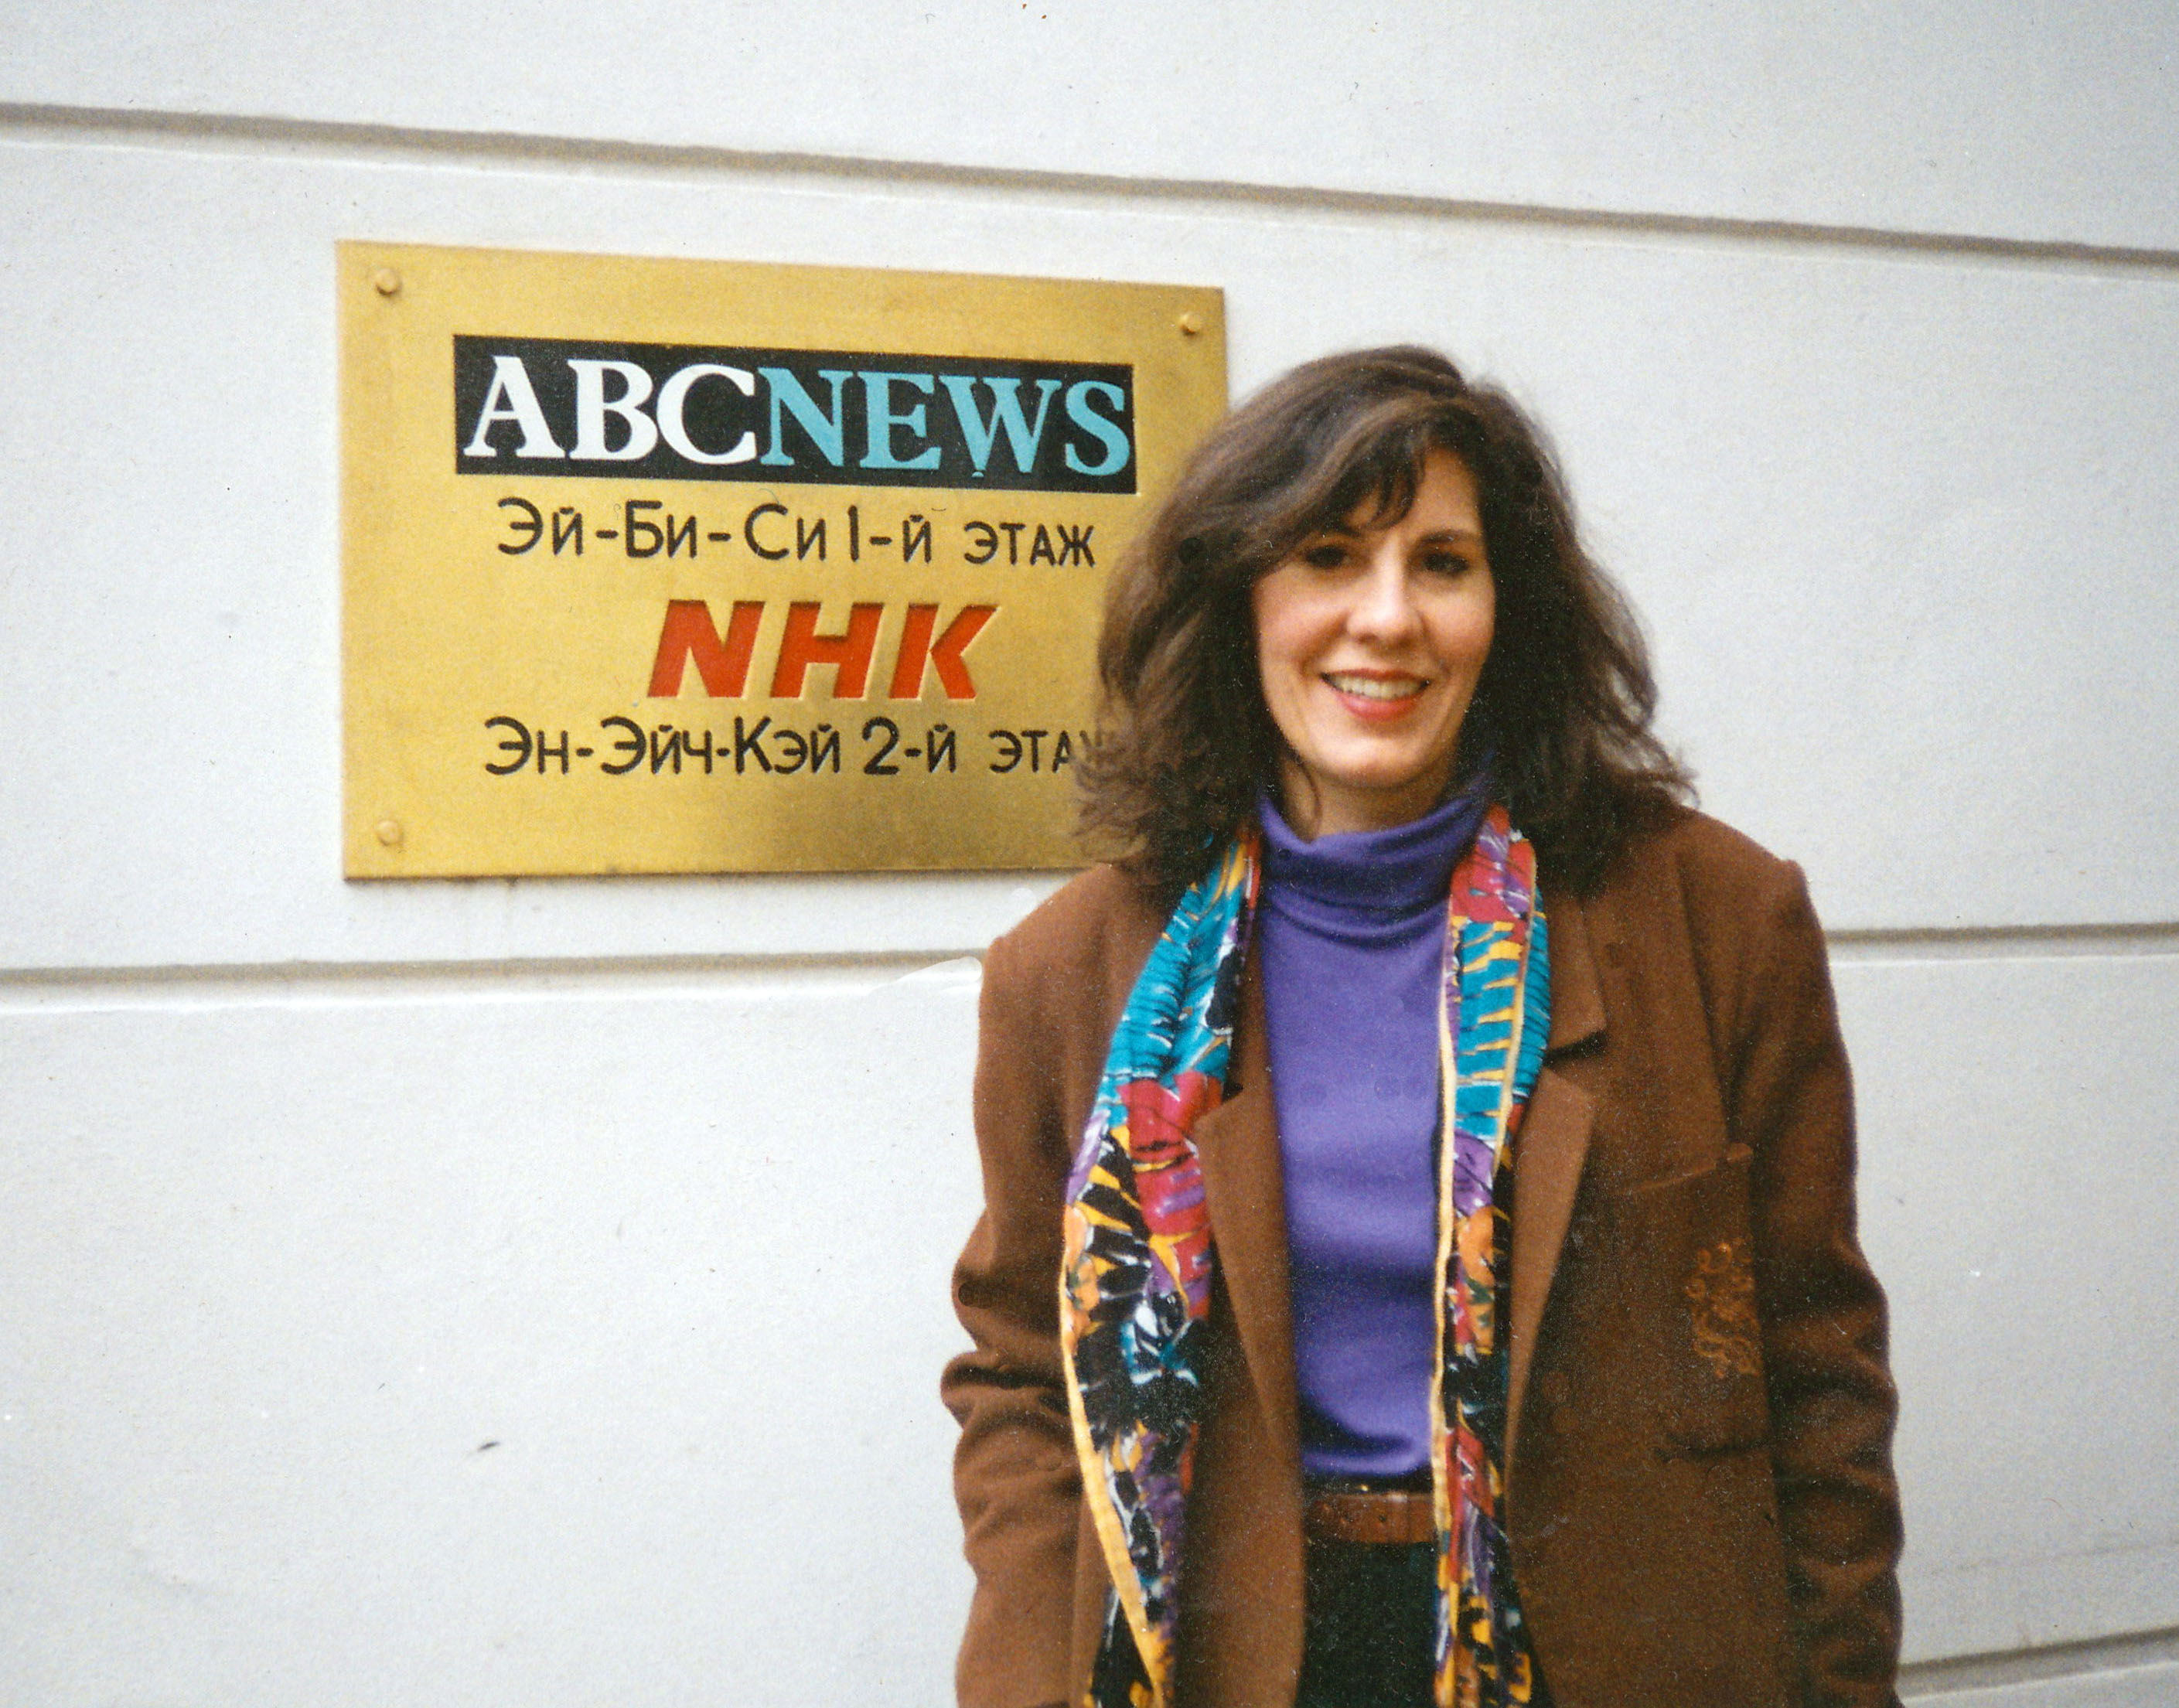 ABCNEWS
Эй-Би-Си 1-й этаж
NHK
Эн-Эйч-Кэй 2-й